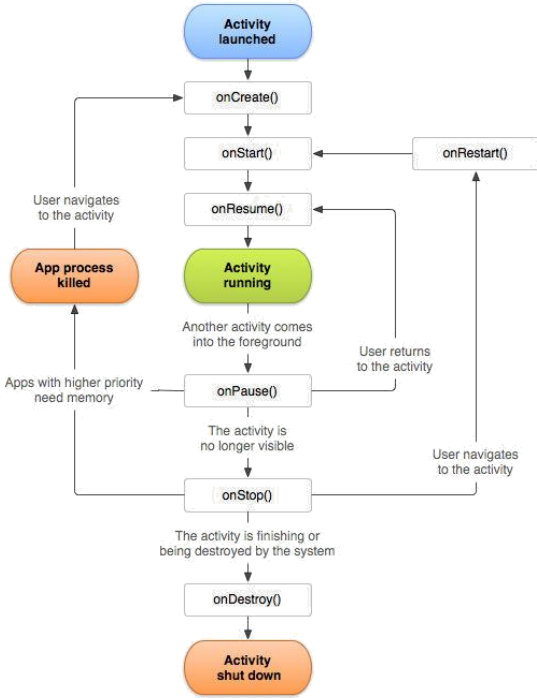 Activity
launched
onCreate()
onStart()
onRestart()
User navigates
to the activity
onResume()
App process
killed
Activity
running
Another activity comes
into the foreground
User returns
to the activity
Apps with higher priority
need memory
onPause()
The activity is
no longer visible
User navigates
to the activity
onStop()
The activity is finishing or
being destroyed by the system
onDestroy()
Activity
shut down